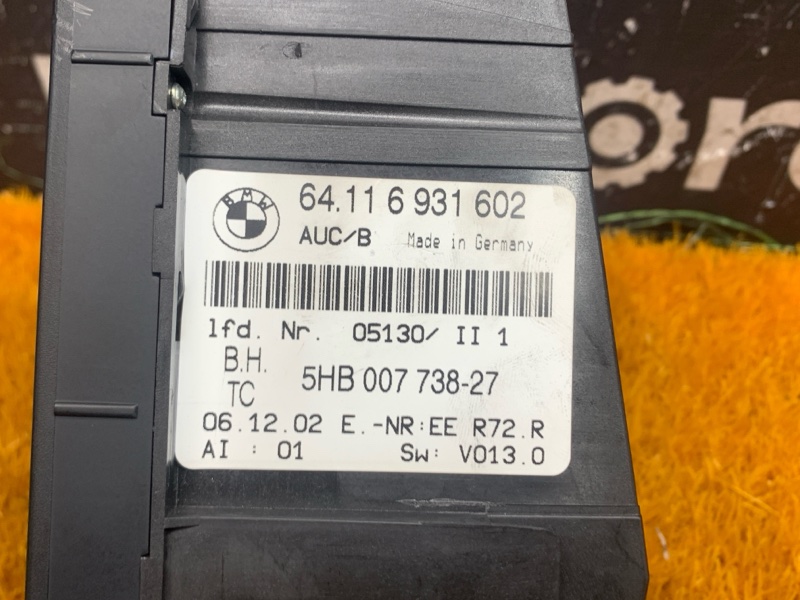 BMW
64.11 6 931 602
AUC/B Made in Germany
lfd. Nr. 05130/ II 1
B.H.
TC 5HB 007 738-27
06.12.02 E.-NR:EE R72.R
AI : 01 Sw: V013.0